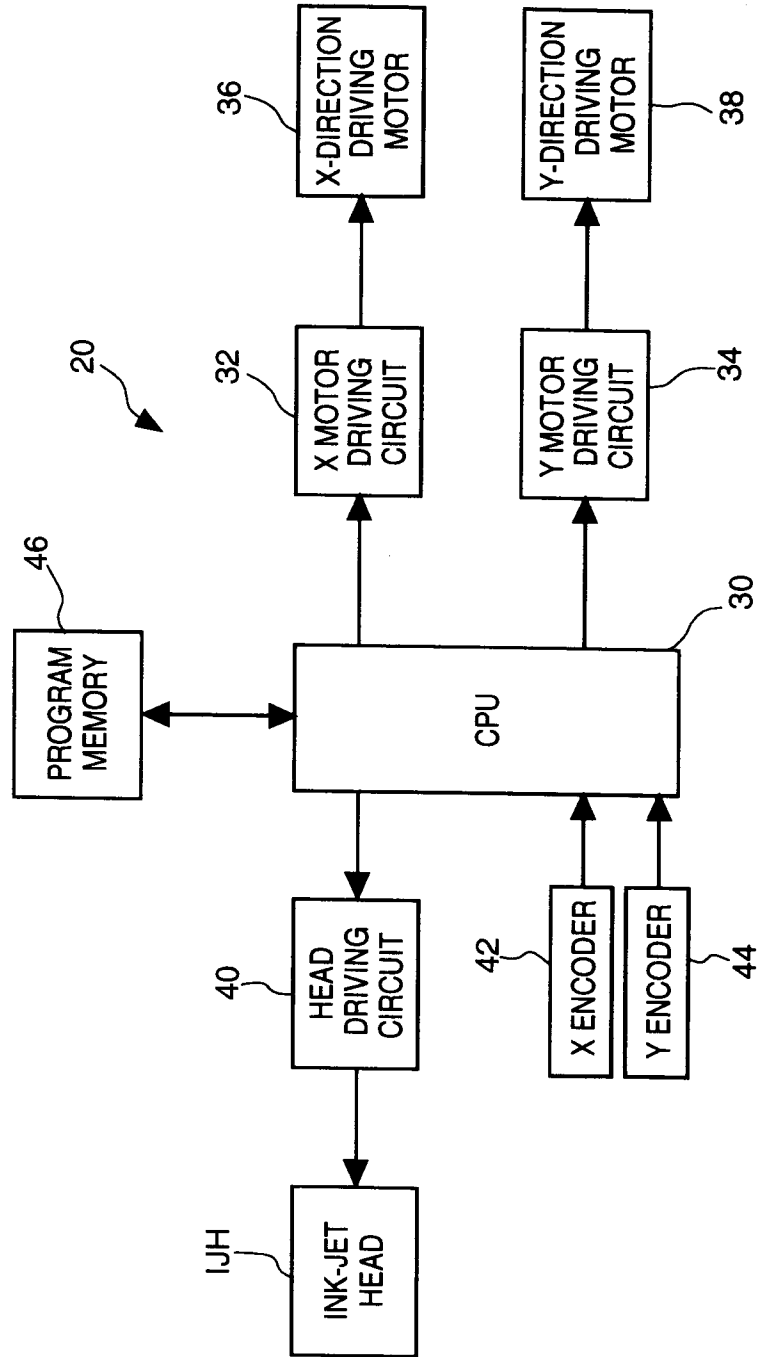 20
46
PROGRAM
MEMORY
IJH
INK-JET
HEAD
40
HEAD
DRIVING
CIRCUIT
CPU
30
32
X MOTOR
DRIVING
CIRCUIT
36
X-DIRECTION
DRIVING
MOTOR
42
X ENCODER
Y ENCODER
44
Y MOTOR
DRIVING
CIRCUIT
34
Y-DIRECTION
DRIVING
MOTOR
38